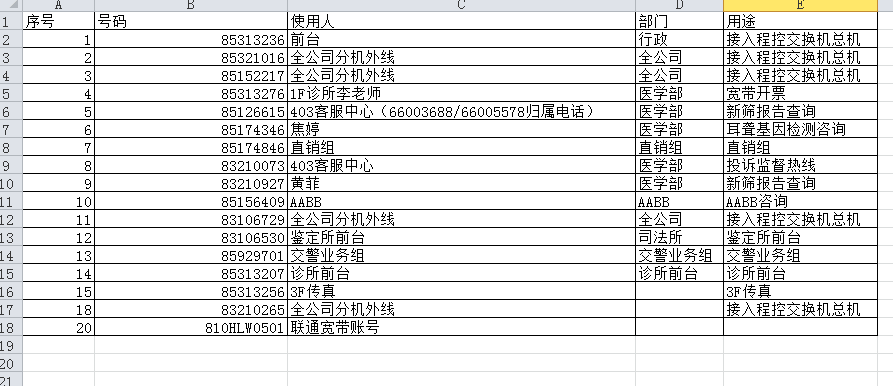 A B C D E
1 序号 号码 使用人 部门 用途
2 1 85313236 前台 行政 接入程控交换机总机
3 2 85321016 全公司分机外线 全公司 接入程控交换机总机
4 3 85152217 全公司分机外线 全公司 接入程控交换机总机
5 4 85313276 1F诊所李老师 医学部 宽带开票
6 5 85126615 403客服中心（66003688/66005578归属电话） 医学部 新筛报告查询
7 6 85174346 焦婷 医学部 耳聋基因检测咨询
8 7 85174846 直销组 直销组 直销组
9 8 83210073 403客服中心 医学部 投诉监督热线
10 9 83210927 黄菲 医学部 新筛报告查询
11 10 85156409 AABB AABB AABB咨询
12 11 83106729 全公司分机外线 全公司 接入程控交换机总机
13 12 83106530 鉴定所前台 司法所 鉴定所前台
14 13 85929701 交警业务组 交警业务组 交警业务组
15 14 85313207 诊所前台 诊所前台 诊所前台
16 15 85313256 3F传真 3F传真
17 18 83210265 全公司分机外线 接入程控交换机总机
18 20 810HLW0501 联通宽带账号
19
20
21